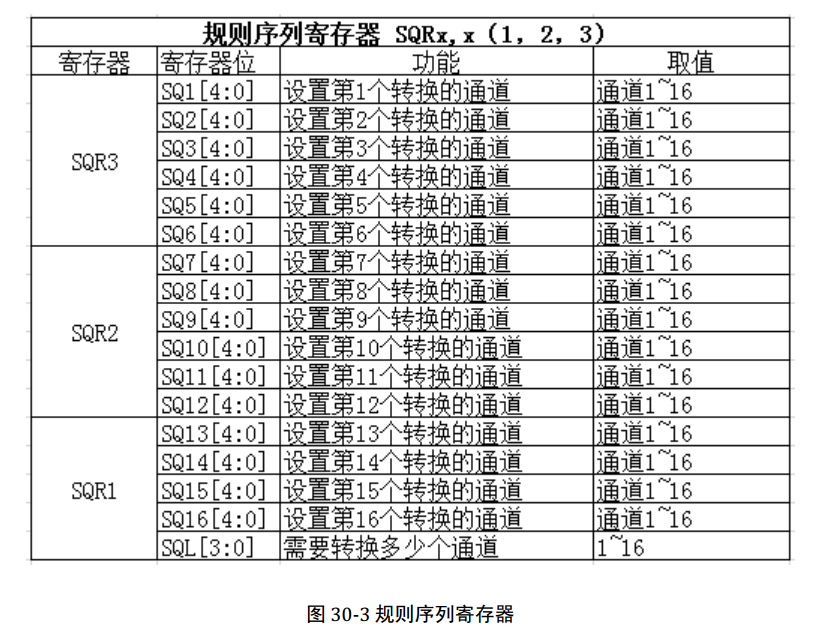 规则序列寄存器 SQRx,x（1, 2, 3）
寄存器 寄存器位 功能 取值
SQR3
SQ1[4:0] 设置第1个转换的通道 通道1~16
SQ2[4:0] 设置第2个转换的通道 通道1~16
SQ3[4:0] 设置第3个转换的通道 通道1~16
SQ4[4:0] 设置第4个转换的通道 通道1~16
SQ5[4:0] 设置第5个转换的通道 通道1~16
SQ6[4:0] 设置第6个转换的通道 通道1~16
SQR2
SQ7[4:0] 设置第7个转换的通道 通道1~16
SQ8[4:0] 设置第8个转换的通道 通道1~16
SQ9[4:0] 设置第9个转换的通道 通道1~16
SQ10[4:0] 设置第10个转换的通道 通道1~16
SQ11[4:0] 设置第11个转换的通道 通道1~16
SQ12[4:0] 设置第12个转换的通道 通道1~16
SQR1
SQ13[4:0] 设置第13个转换的通道 通道1~16
SQ14[4:0] 设置第14个转换的通道 通道1~16
SQ15[4:0] 设置第15个转换的通道 通道1~16
SQ16[4:0] 设置第16个转换的通道 通道1~16
SQL[3:0] 需要转换多少个通道 1~16
图 30-3 规则序列寄存器